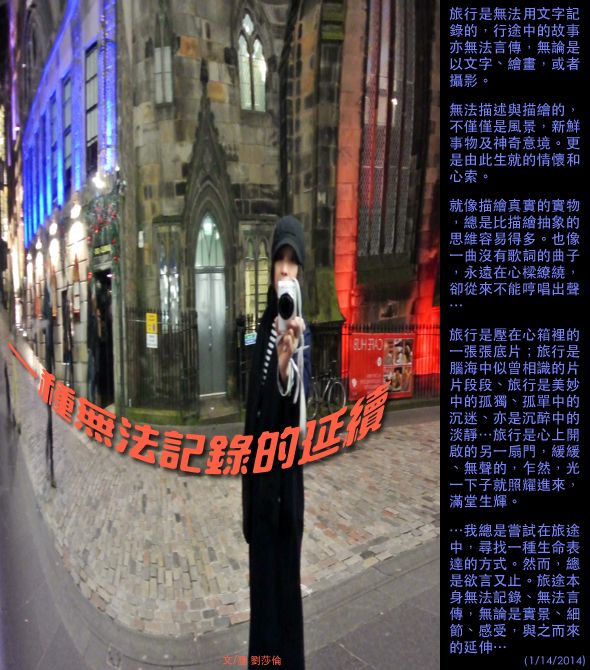 一種無法記錄的延續
CAFE HUB
文/圖 劉莎倫
旅行是無法用文字記
錄的，行途中的故事
亦無法言傳，無論是
以文字、繪畫，或者
攝影。
無法描述與描繪的，
不僅僅是風景，新鮮
事物及神奇意境。更
是由此生就的情懷和
心索。
就像描繪真實的實物
，總是比描繪抽象的
思維容易得多。也像
一曲沒有歌詞的曲子
，永遠在心樑繚繞，
卻從來不能哼唱出聲
…
旅行是壓在心箱裡的
一張張底片；旅行是
腦海中似曾相識的片
片段段、旅行是美妙
中的孤獨、孤單中的
沉迷、亦是沉醉中的
淡靜…旅行是心上開
啟的另一扇門，緩緩
、無聲的，乍然，光
一下子就照耀進來，
滿堂生輝。
…我總是嘗試在旅途
中，尋找一種生命表
達的方式。然而，總
是欲言又止。旅途本
身無法記錄、無法言
傳，無論是實景、細
節、感受，與之而來
的延伸…
(1/14/2014)